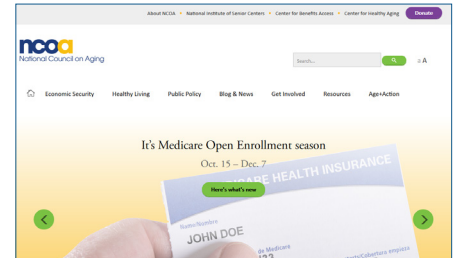 About NCOA • National Institute of Senior Centers • Center for Benefits Access • Center for Healthy Aging Donate
ncoa
National Council on Aging
Search...
A
Economic Security Healthy Living Public Policy Blog & News Get Involved Resources Age+Action
It's Medicare Open Enrollment season
Oct. 15 – Dec. 7
Here's what's new
HEALTH INSURANCE
Name/Nombre
JOHN DOE
de Medicare